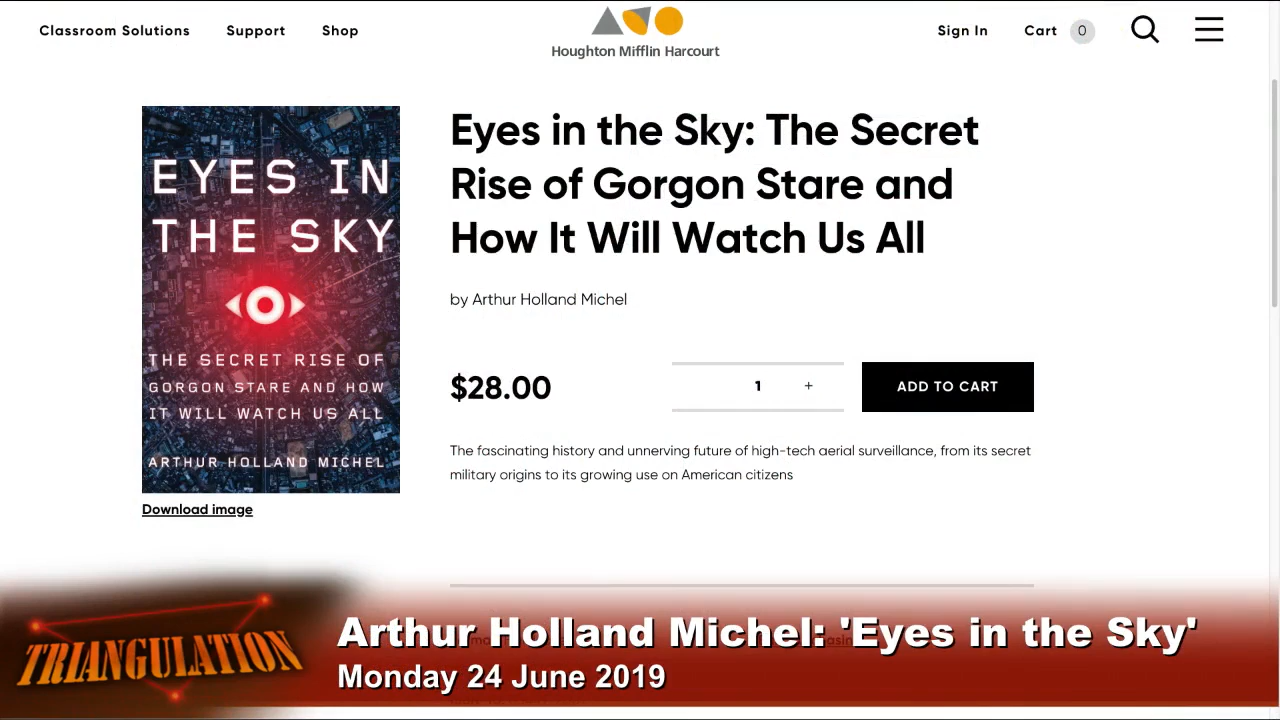 Classroom Solutions Support Shop
Houghton Mifflin Harcourt
Sign In Cart 0
EYES IN
THE SKY
THE SECRET RISE OF
GORGON STARE AND HOW
IT WILL WATCH US ALL
ARTHUR HOLLAND MICHEL
Download image
Eyes in the Sky: The Secret
Rise of Gorgon Stare and
How It Will Watch Us All
by Arthur Holland Michel
$28.00
1 +
ADD TO CART
The fascinating history and unnerving future of high-tech aerial surveillance, from its secret
military origins to its growing use on American citizens
TRIANGULATION
Arthur Holland Michel: 'Eyes in the Sky'
Monday 24 June 2019